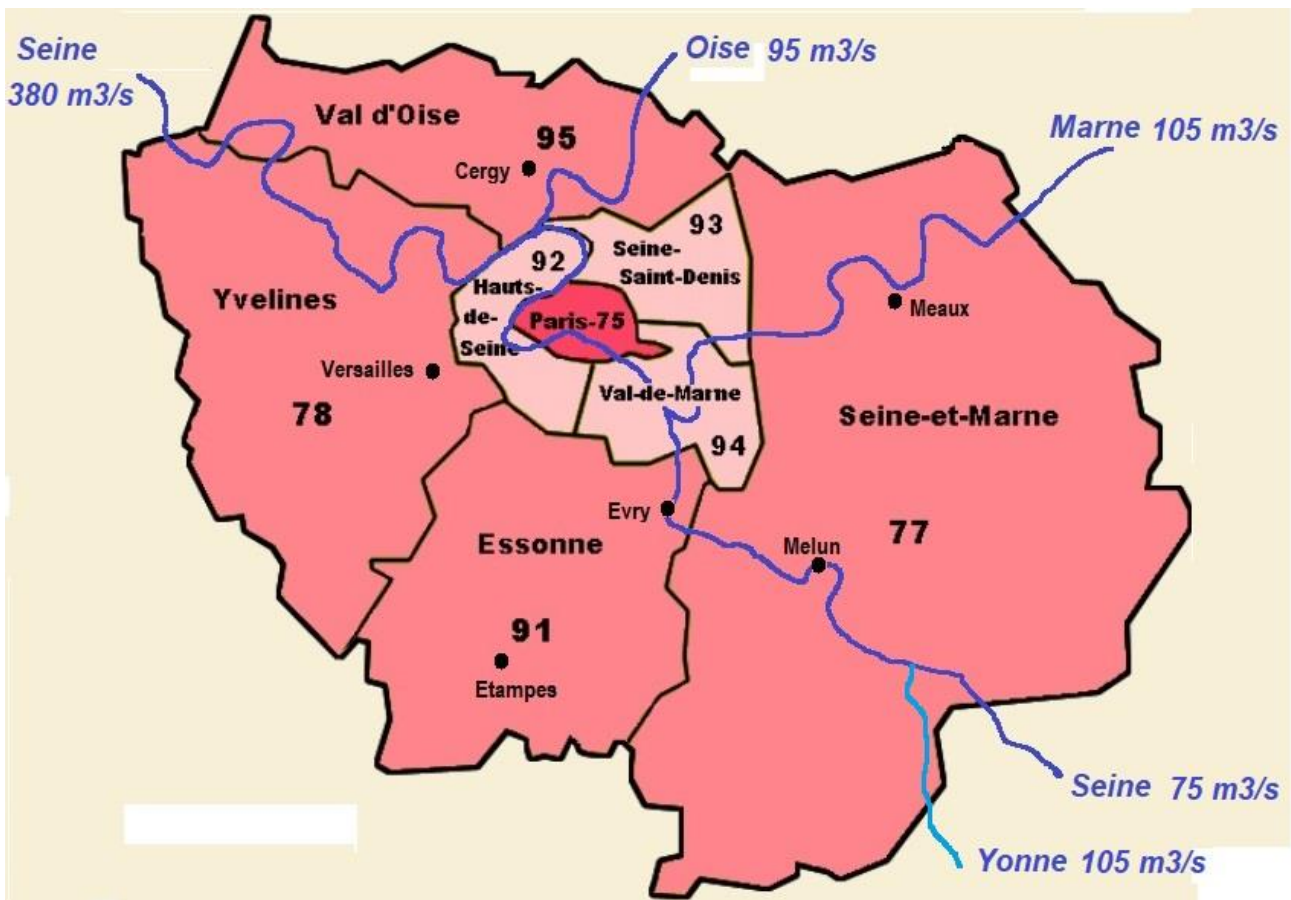 Seine
380 m3/s
Oise 95 m3/s
Marne 105 m3/s
Val d'Oise
95
Cergy
93
Seine-
Saint-Denis
92
Hauts-
de-
Seine
Paris-75
Yvelines
Meaux
Versailles
78
Val-de-Marne
94
Seine-et-Marne
Evry
77
Essonne
Melun
91
Etampes
Seine 75 m3/s
Yonne 105 m3/s